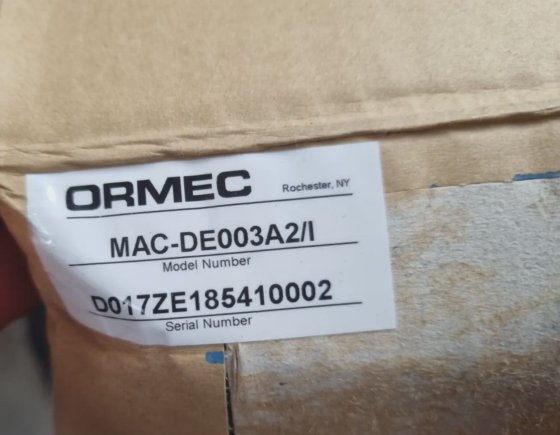 ORMEC Rochester, NY
MAC-DE003A2/I
Model Number
D017ZE185410002
Serial Number